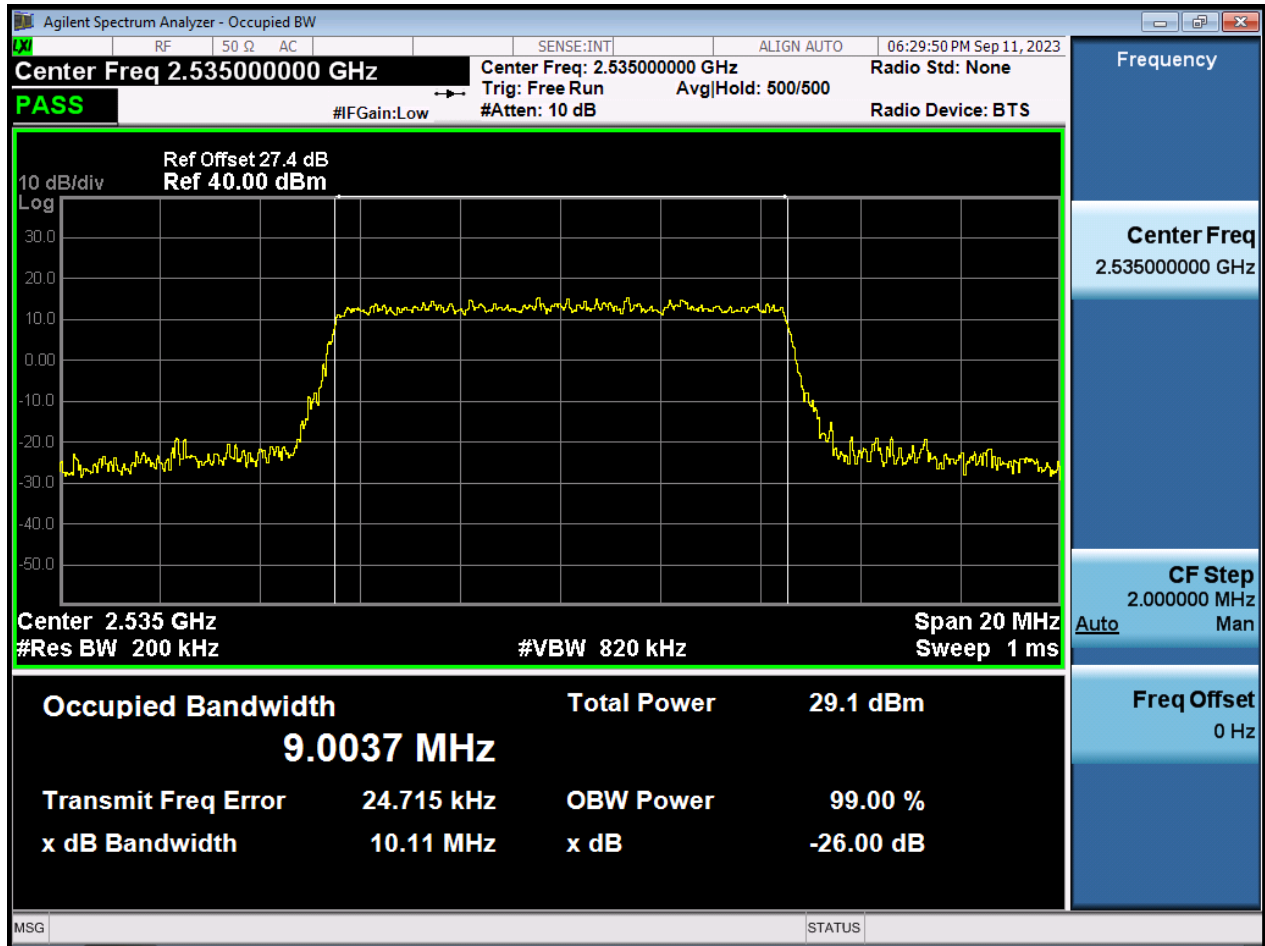 Agilent Spectrum Analyzer - Occupied BW
LXI RF 50 Ω AC SENSE:INT ALIGN AUTO 06:29:50 PM Sep 11, 2023
Center Freq 2.535000000 GHz
PASS
#IFGain:Low
Center Freq: 2.535000000 GHz
Trig: Free Run Avg|Hold: 500/500
#Atten: 10 dB
Radio Std: None
Radio Device: BTS
Ref Offset 27.4 dB
10 dB/div Ref 40.00 dBm
Log
30.0
20.0
10.0
0.00
-10.0
-20.0
-30.0
-40.0
-50.0
Center 2.535 GHz Span 20 MHz
#Res BW 200 kHz #VBW 820 kHz Sweep 1 ms
Occupied Bandwidth Total Power 29.1 dBm
9.0037 MHz
Transmit Freq Error 24.715 kHz OBW Power 99.00 %
x dB Bandwidth 10.11 MHz x dB -26.00 dB
MSG STATUS
Frequency
Center Freq
2.535000000 GHz
CF Step
2.000000 MHz
Auto Man
Freq Offset
0 Hz